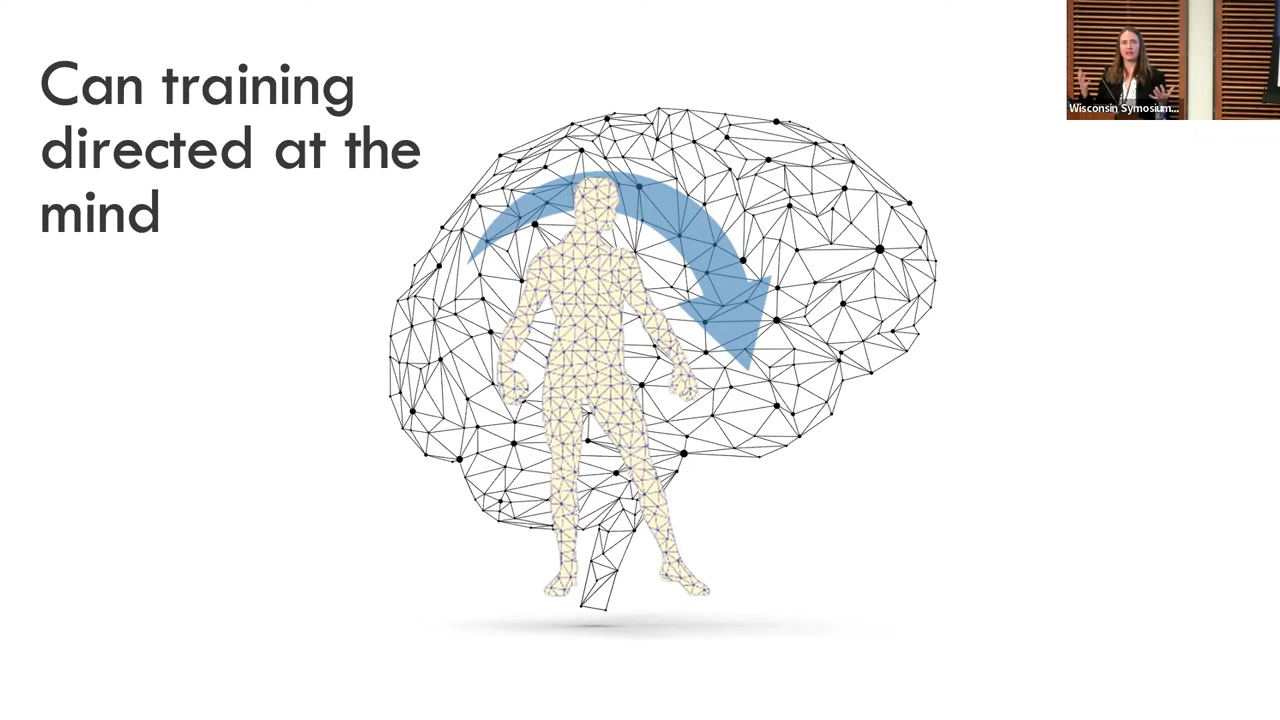 Can training
directed at the
mind
Wisconsin Symosium...